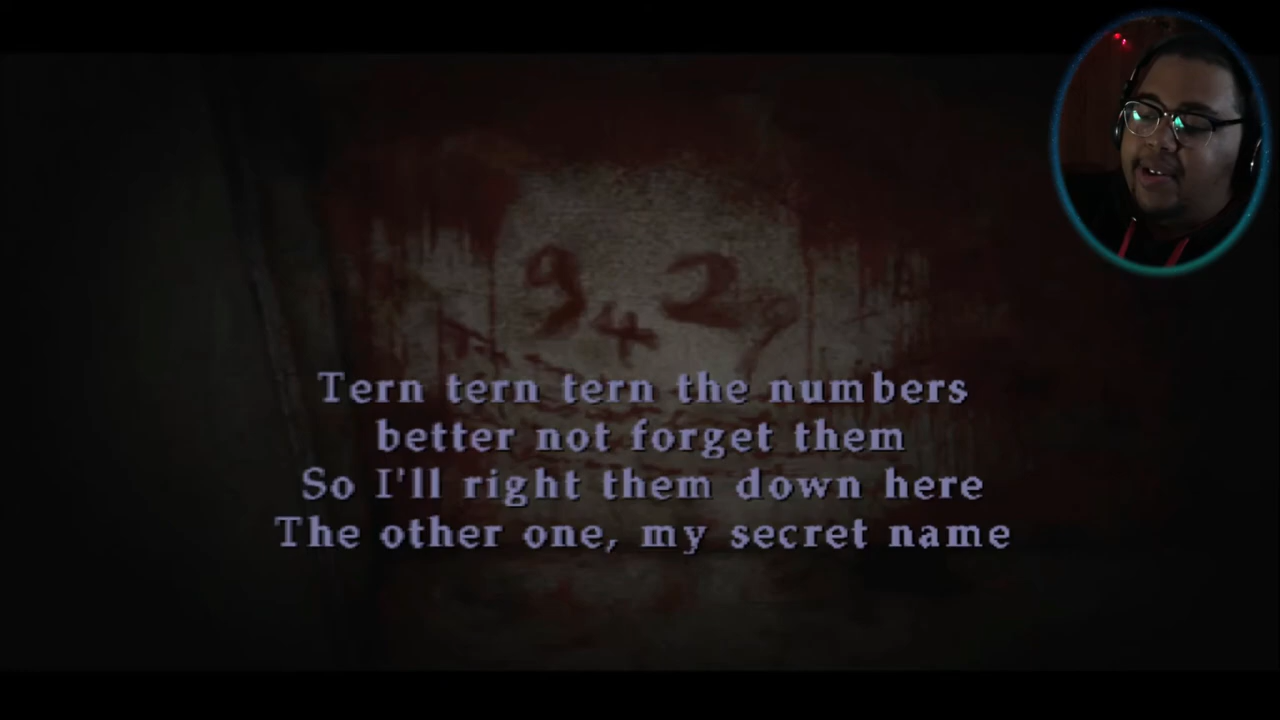 9 4 2 9
Tern tern tern the numbers
better not forget them
So I'll right them down here
The other one, my secret name